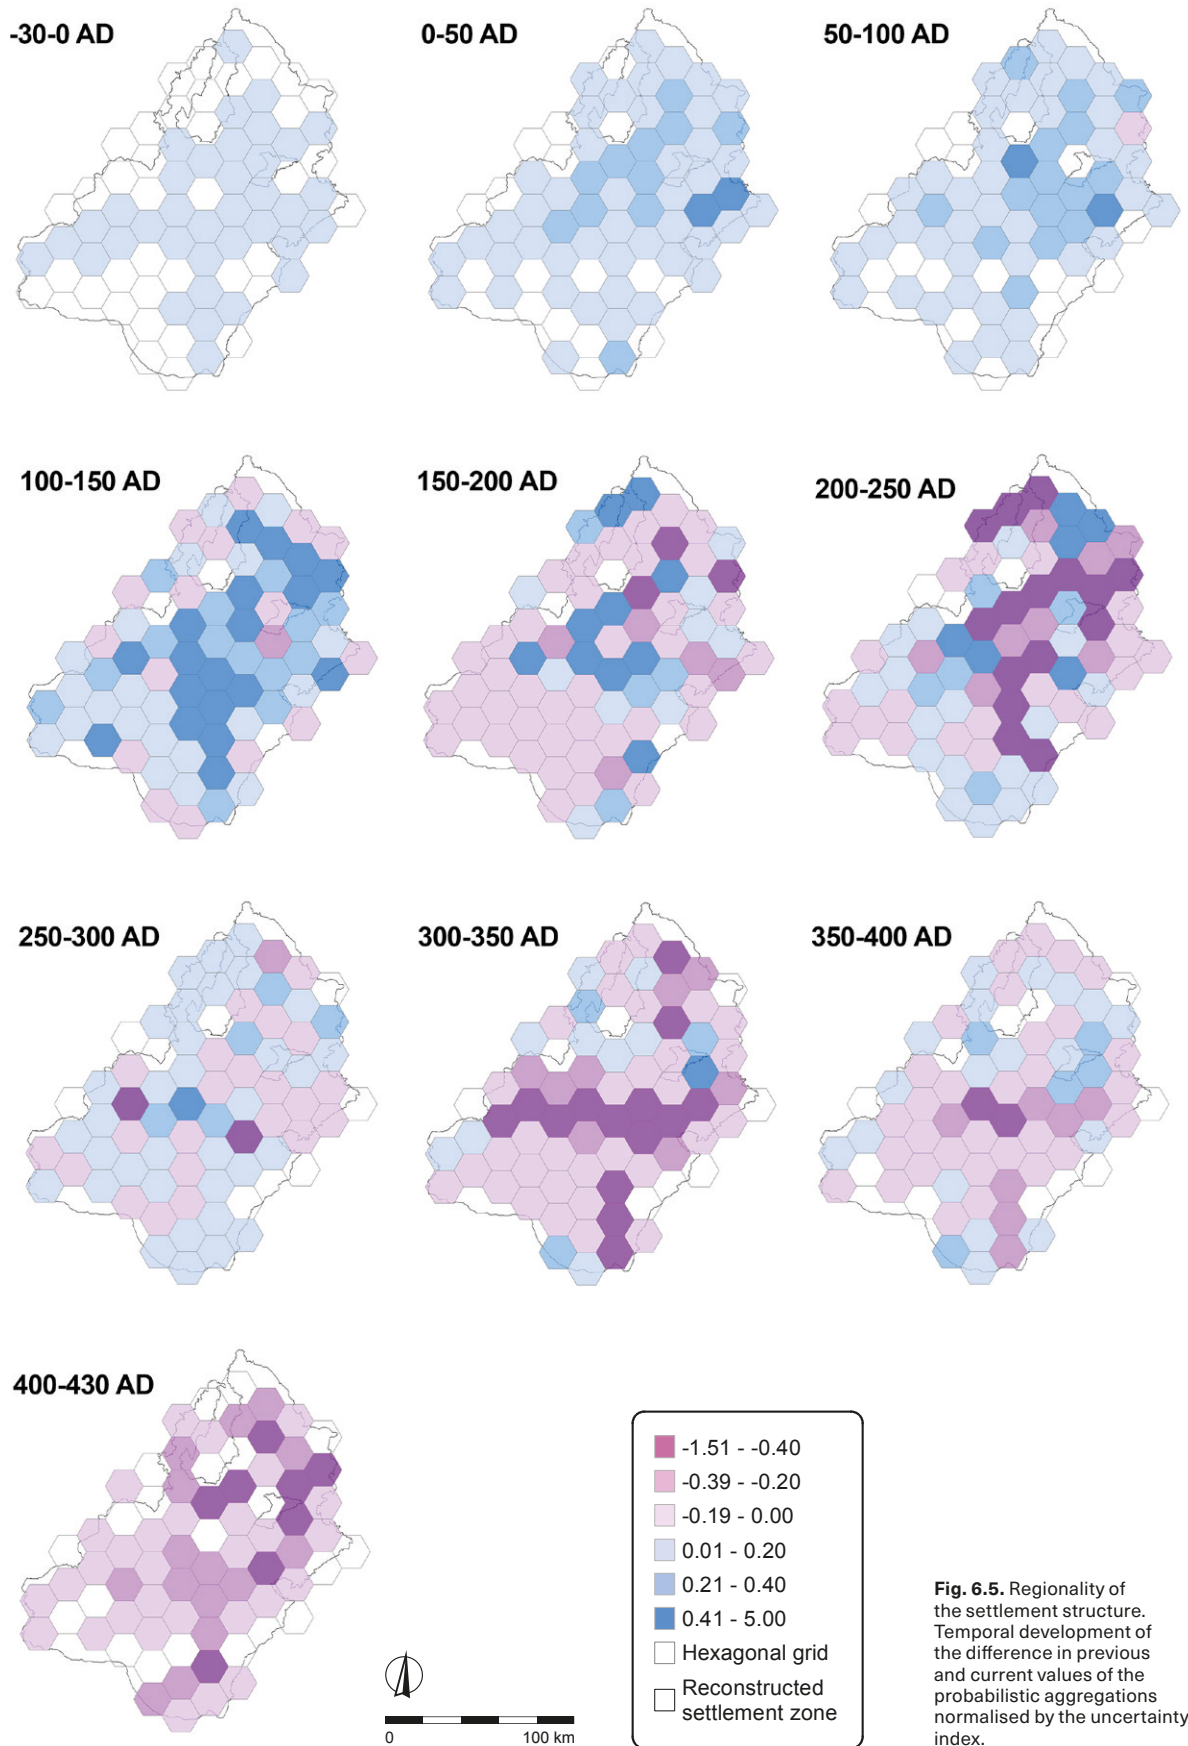 -30-0 AD
0-50 AD
50-100 AD
100-150 AD
150-200 AD
200-250 AD
250-300 AD
300-350 AD
350-400 AD
400-430 AD
-1.51 - -0.40
-0.39 - -0.20
-0.19 - 0.00
0.01 - 0.20
0.21 - 0.40
0.41 - 5.00
Hexagonal grid
Reconstructed
settlement zone
0 100 km
Fig. 6.5. Regionality of
the settlement structure.
Temporal development of
the difference in previous
and current values of the
probabilistic aggregations
normalised by the uncertainty
index.